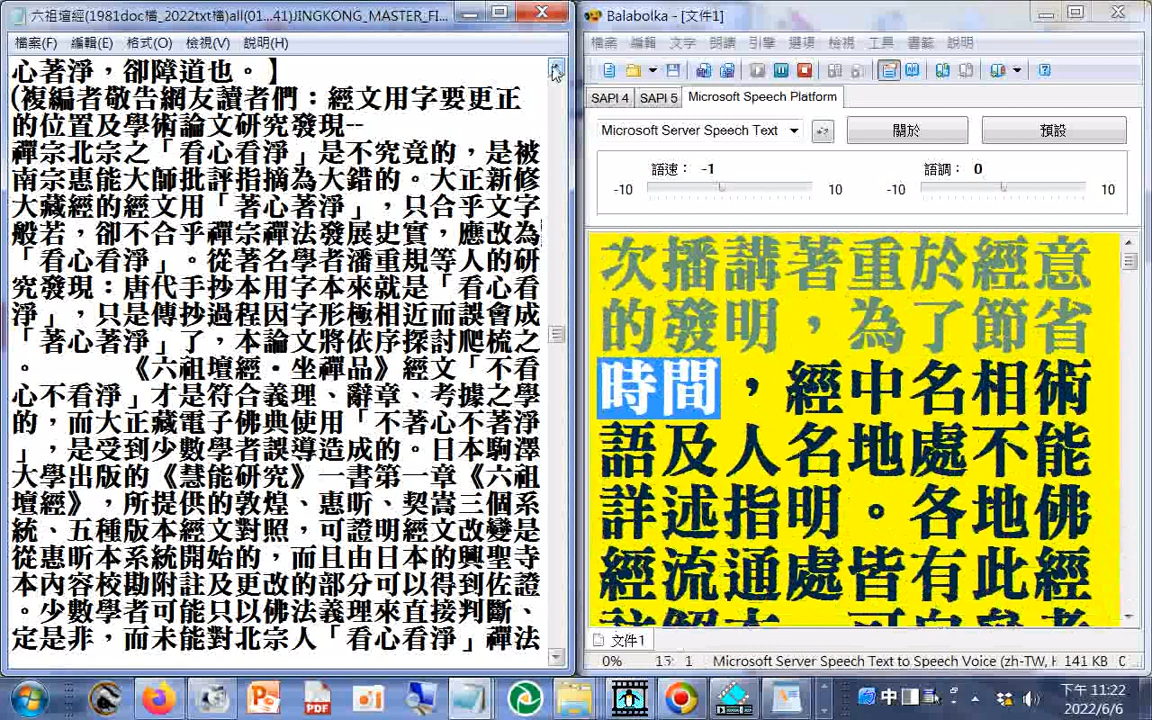 六祖壇經(1981doc檔_2022txt檔)all(01...41)JINGKONG_MASTER_FI...
檔案(F) 編輯(E) 格式(O) 檢視(V) 說明(H)
心著淨，卻障道也。】
(複編者敬告網友讀者們：經文用字要更正
的位置及學術論文研究發現--
禪宗北宗之「看心看淨」是不究竟的，是被
南宗惠能大師批評指摘為大錯的。大正新修
大藏經的經文用「著心著淨」，只合乎文字
般若，卻不合乎禪宗禪法發展史實，應改為
「看心看淨」。從著名學者潘重規等人的研
究發現：唐代手抄本用字本來就是「看心看
淨」，只是傳抄過程因字形極相近而誤會成
「著心著淨」了，本論文將依序探討爬梳之
。 《六祖壇經‧坐禪品》經文「不看
心不看淨」才是符合義理、辭章、考據之學
的，而大正藏電子佛典使用「不著心不著淨
」，是受到少數學者誤導造成的。日本駒澤
大學出版的《慧能研究》一書第一章《六祖
壇經》，所提供的敦煌、惠昕、契嵩三個系
統、五種版本經文對照，可證明經文改變是
從惠昕本系統開始的，而且由日本的興聖寺
本內容校勘附註及更改的部分可以得到佐證
。少數學者可能只以佛法義理來直接判斷、
定是非，而未能對北宗人「看心看淨」禪法
Balabolka - [文件1]
檔案 編輯 文字 朗讀 引擎 選項 檢視 工具 書籤 說明
SAPI 4 SAPI 5 Microsoft Speech Platform
Microsoft Server Speech Text 關於 預設
語速： -1 語調： 0
-10 10 -10 10
次播講著重於經意
的發明，為了節省
時間，經中名相術
語及人名地處不能
詳述指明。各地佛
經流通處皆有此經
文件1
0% 15: 1 Microsoft Server Speech Text to Speech Voice (zh-TW, H 141 KB C
PDF
中
下午 11:22
2022/6/6